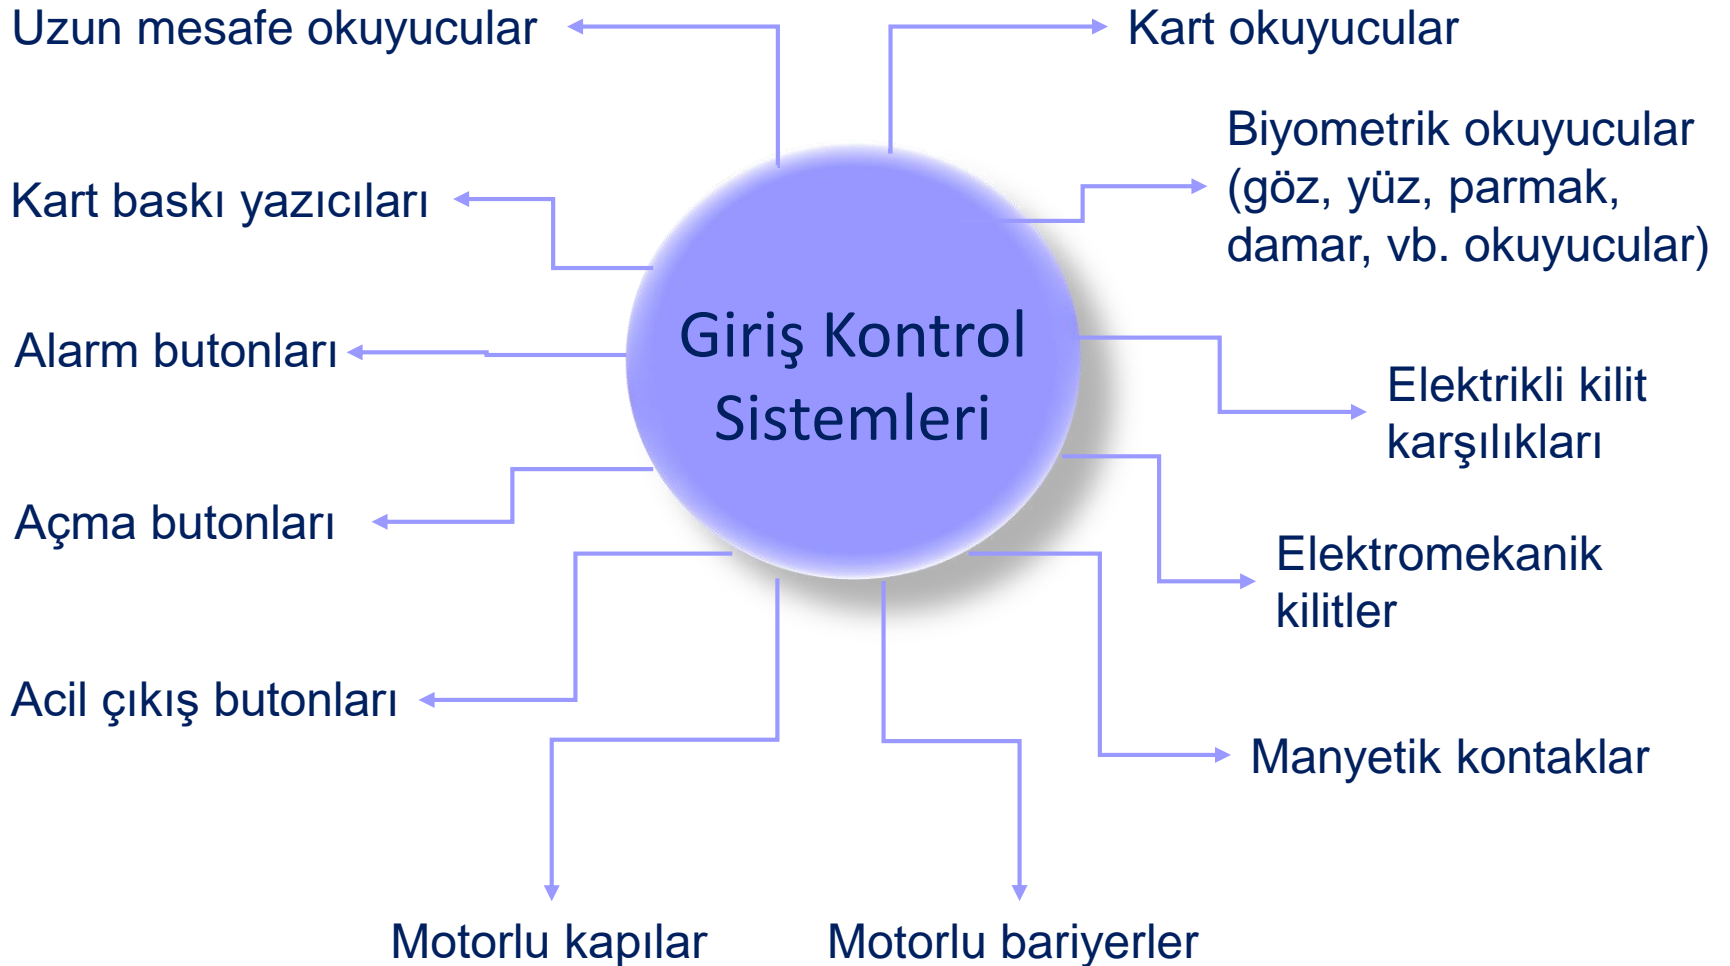 Uzun mesafe okuyucular
Kart okuyucular
Biyometrik okuyucular
(göz, yüz, parmak,
damar, vb. okuyucular)
Kart baskı yazıcıları
Giriş Kontrol
Sistemleri
Alarm butonları
Elektrikli kilit
karşılıkları
Açma butonları
Elektromekanik
kilitler
Acil çıkış butonları
Manyetik kontaklar
Motorlu kapılar
Motorlu bariyerler